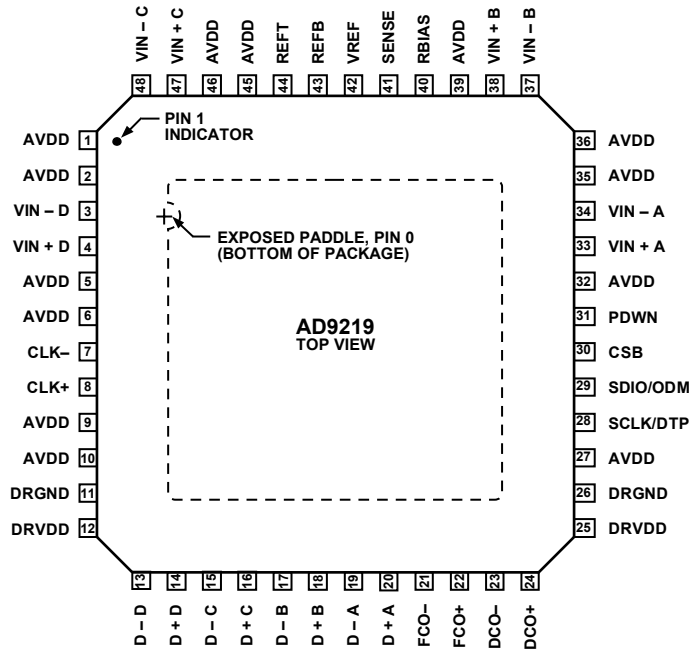 VIN – C
VIN + C
AVDD
AVDD
REFT
REFB
VREF
SENSE
RBIAS
AVDD
VIN + B
VIN – B
48
47
46
45
44
43
42
41
40
39
38
37
PIN 1
INDICATOR
AVDD 1
AVDD 2
VIN – D 3
VIN + D 4
AVDD 5
AVDD 6
CLK– 7
CLK+ 8
AVDD 9
AVDD 10
DRGND 11
DRVDD 12
EXPOSED PADDLE, PIN 0
(BOTTOM OF PACKAGE)
AD9219
TOP VIEW
36 AVDD
35 AVDD
34 VIN – A
33 VIN + A
32 AVDD
31 PDWN
30 CSB
29 SDIO/ODM
28 SCLK/DTP
27 AVDD
26 DRGND
25 DRVDD
13
14
15
16
17
18
19
20
21
22
23
24
D – D
D + D
D – C
D + C
D – B
D + B
D – A
D + A
FCO–
FCO+
DCO–
DCO+